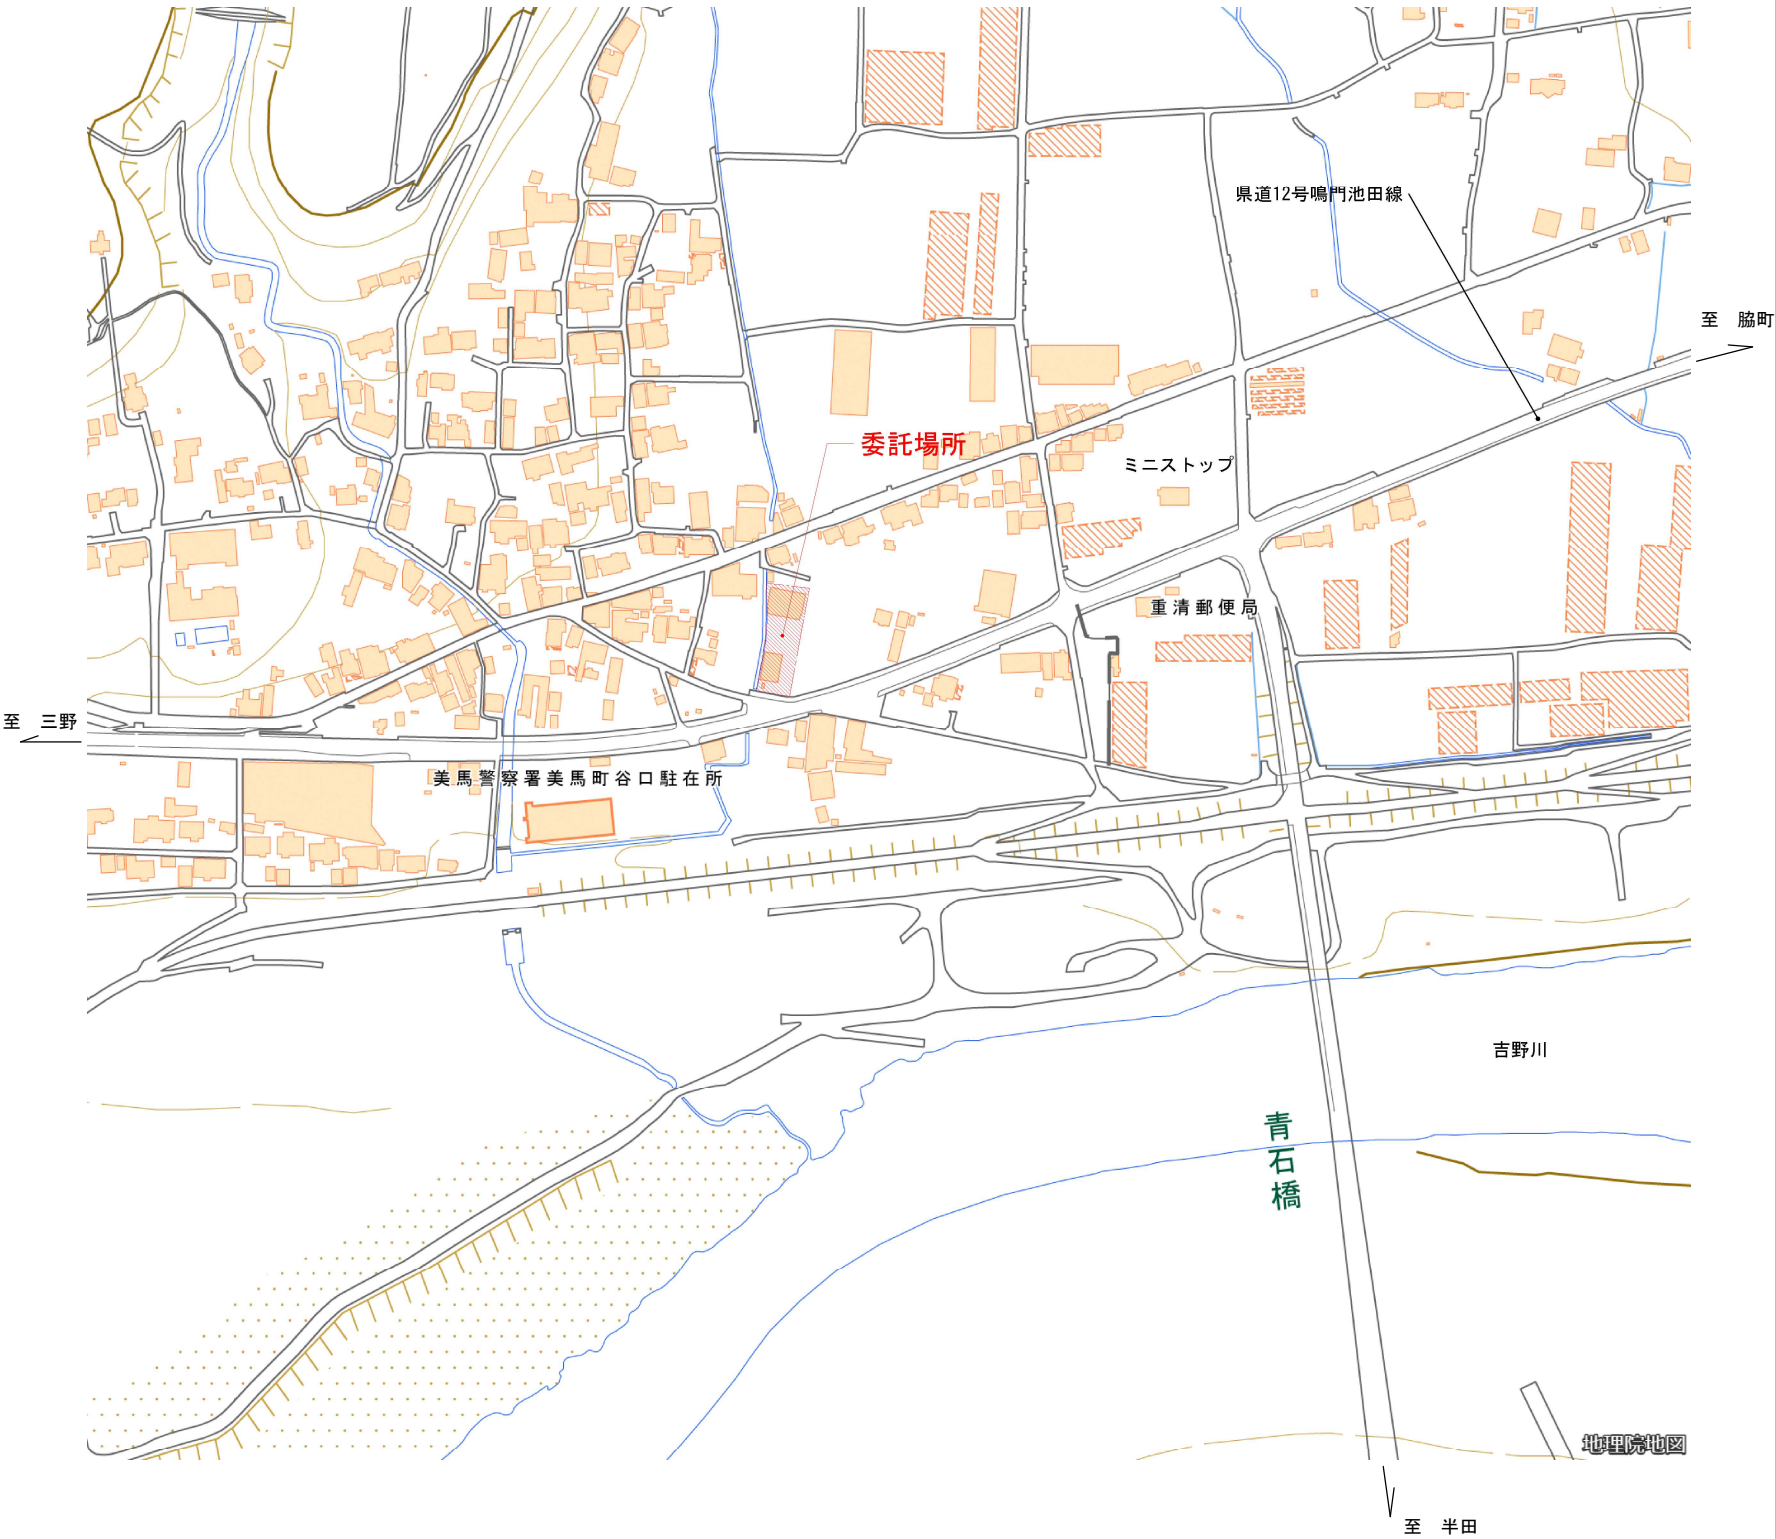 県道12号鳴門池田線
至　脇町
委託場所
ミニストップ
重清郵便局
至　三野
美馬警察署美馬町谷口駐在所
吉野川
青石橋
地理院地図
至　半田